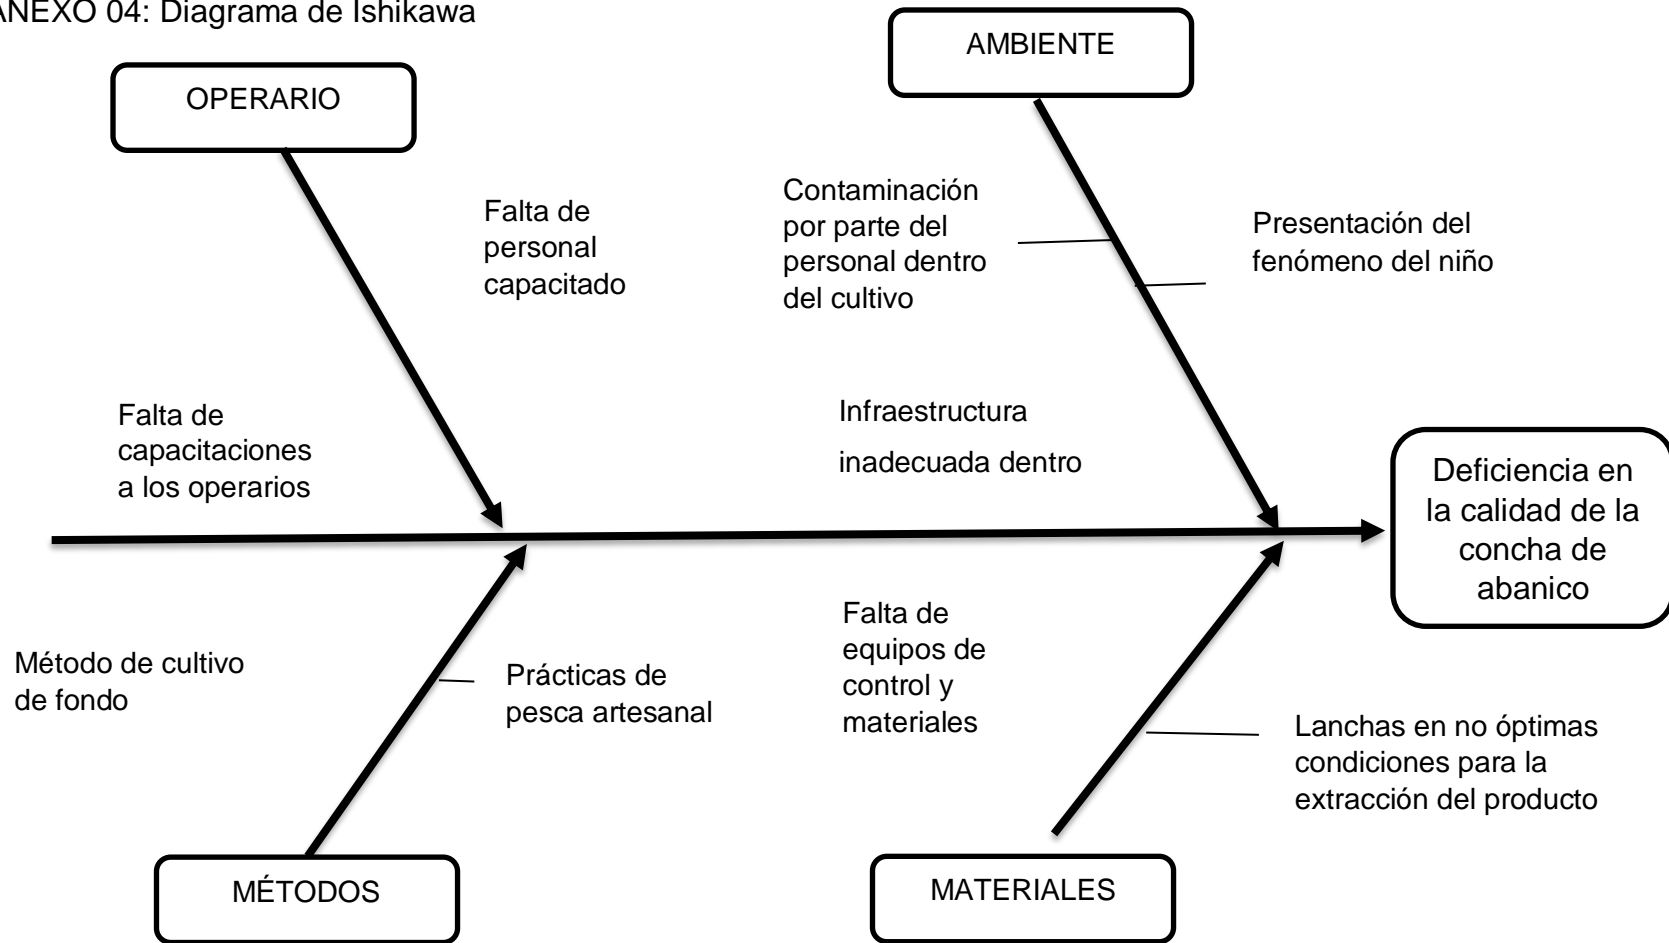 ANEXO 04: Diagrama de Ishikawa
OPERARIO
AMBIENTE
Falta de
personal
capacitado
Contaminación
por parte del
personal dentro
del cultivo
Presentación del
fenómeno del niño
Falta de
capacitaciones
a los operarios
Infraestructura
inadecuada dentro
Deficiencia en
la calidad de la
concha de
abanico
Método de cultivo
de fondo
Prácticas de
pesca artesanal
Falta de
equipos de
control y
materiales
Lanchas en no óptimas
condiciones para la
extracción del producto
MÉTODOS
MATERIALES